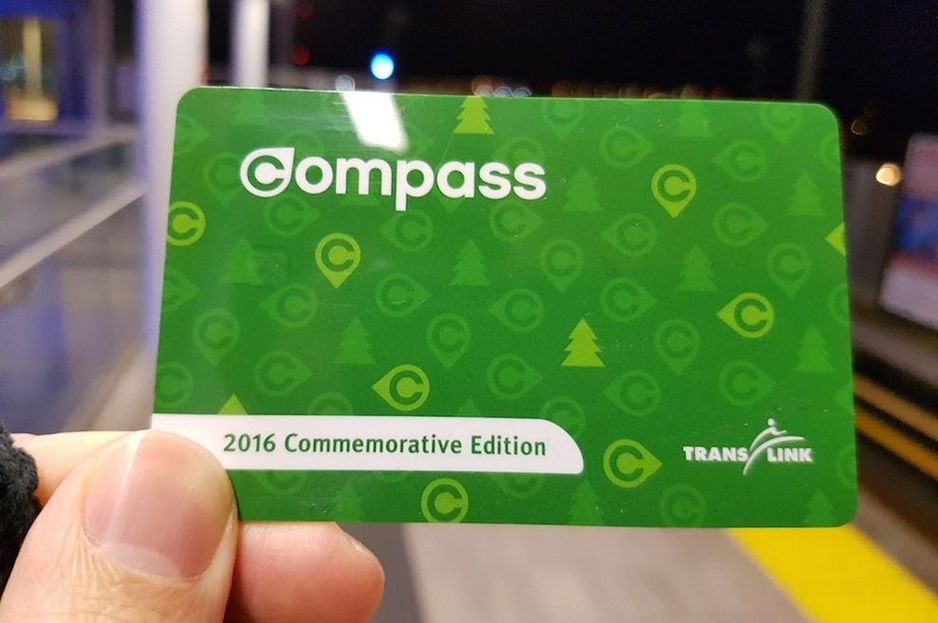 Compass
2016 Commemorative Edition
TRANS LINK